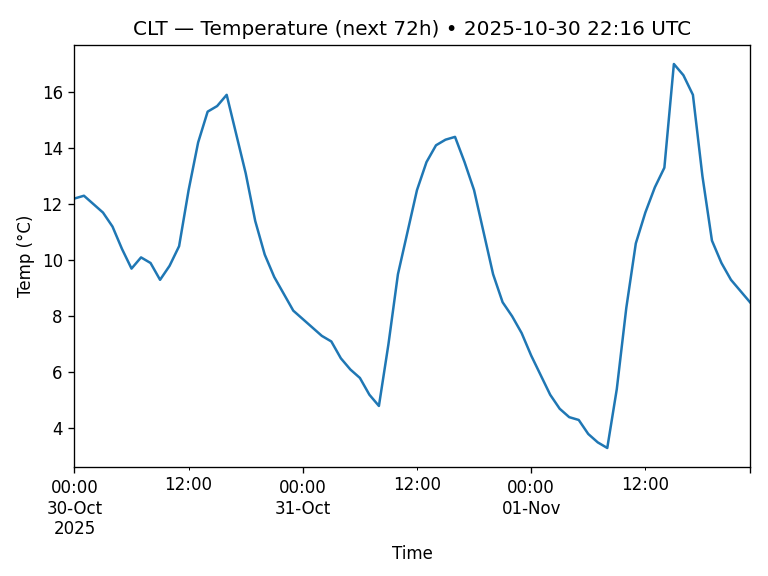 CLT — Temperature (next 72h) • 2025-10-30 22:16 UTC
16
14
12
10
8
6
4
Temp (°C)
00:00 12:00 00:00 12:00 00:00 12:00
30-Oct 31-Oct 01-Nov
2025
Time